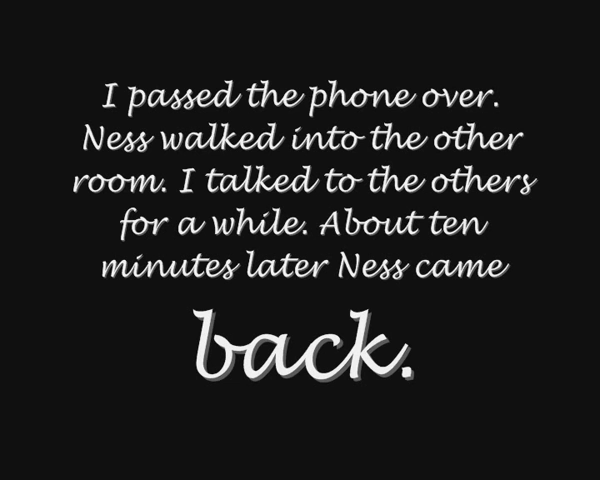 I passed the phone over.
Ness walked into the other
room. I talked to the others
for a while. About ten
minutes later Ness came
back.